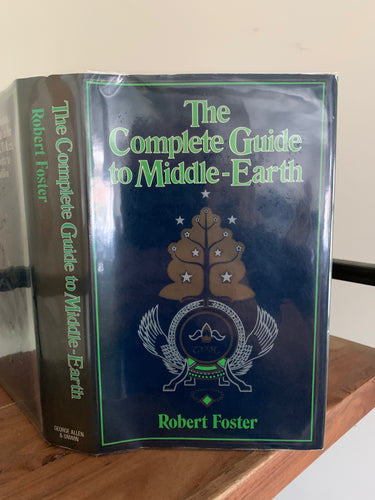 The
Complete Guide
to Middle-Earth
Robert Foster
The Complete Guide to Middle-Earth
Robert Foster
GEORGE ALLEN
& UNWIN